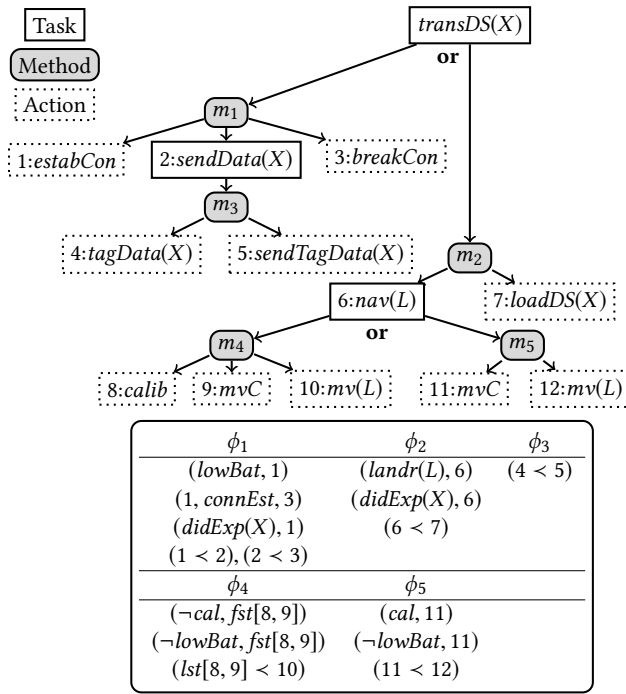 Task
Method
Action
transDS(X)
or
m₁
1:estabCon
2:sendData(X)
3:breakCon
m₃
4:tagData(X)
5:sendTagData(X)
m₂
6:nav(L)
7:loadDS(X)
or
m₄
m₅
8:calib
9:mvC
10:mv(L)
11:mvC
12:mv(L)
ϕ₁ ϕ₂ ϕ₃
(lowBat, 1) (landr(L), 6) (4 ≺ 5)
(1, connEst, 3) (didExp(X), 6)
(didExp(X), 1) (6 ≺ 7)
(1 ≺ 2), (2 ≺ 3)
ϕ₄ ϕ₅
(¬cal, fst[8, 9]) (cal, 11)
(¬lowBat, fst[8, 9]) (¬lowBat, 11)
(lst[8, 9] ≺ 10) (11 ≺ 12)